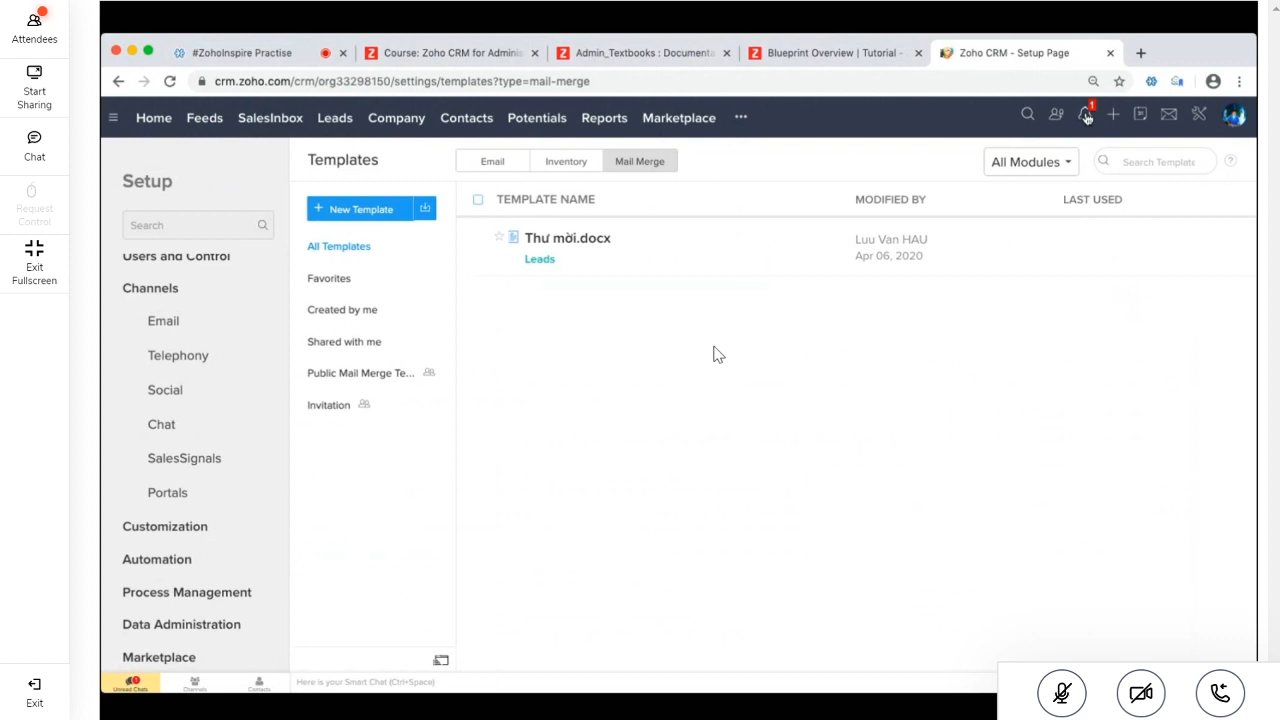 Attendees
Start
Sharing
Chat
Request
Control
Exit
Fullscreen
Exit
#ZohoInspire Practise
Course: Zoho CRM for Adminis
Admin_Textbooks : Documenta
Blueprint Overview | Tutorial -
Zoho CRM - Setup Page
crm.zoho.com/crm/org33298150/settings/templates?type=mail-merge
Home Feeds SalesInbox Leads Company Contacts Potentials Reports Marketplace ••• 1
Setup
Search
Users and Control
Channels
Email
Telephony
Social
Chat
SalesSignals
Portals
Customization
Automation
Process Management
Data Administration
Marketplace
Templates
Email Inventory Mail Merge
All Modules
Search Template
+ New Template
All Templates
Favorites
Created by me
Shared with me
Public Mail Merge Te...
Invitation
TEMPLATE NAME MODIFIED BY LAST USED
Thư mời.docx
Leads
Luu Van HAU
Apr 06, 2020
Unread Chats
Channels
Contacts
Here is your Smart Chat (Ctrl+Space)